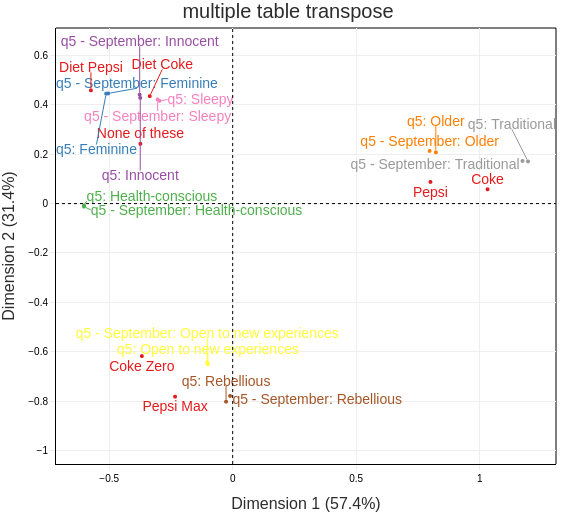 multiple table transpose
q5 - September: Innocent
Diet Pepsi
Diet Coke
q5 - September: Feminine
q5: Sleepy
q5 - September: Sleepy
None of these
q5: Feminine
q5: Innocent
q5: Older
q5: Traditional
q5 - September: Older
q5 - September: Traditional
Coke
Pepsi
q5: Health-conscious
q5 - September: Health-conscious
q5 - September: Open to new experiences
q5: Open to new experiences
Coke Zero
q5: Rebellious
q5 - September: Rebellious
Pepsi Max
0.6
0.4
0.2
0
−0.2
−0.4
−0.6
−0.8
−1
−0.5
0
0.5
1
Dimension 2 (31.4%)
Dimension 1 (57.4%)